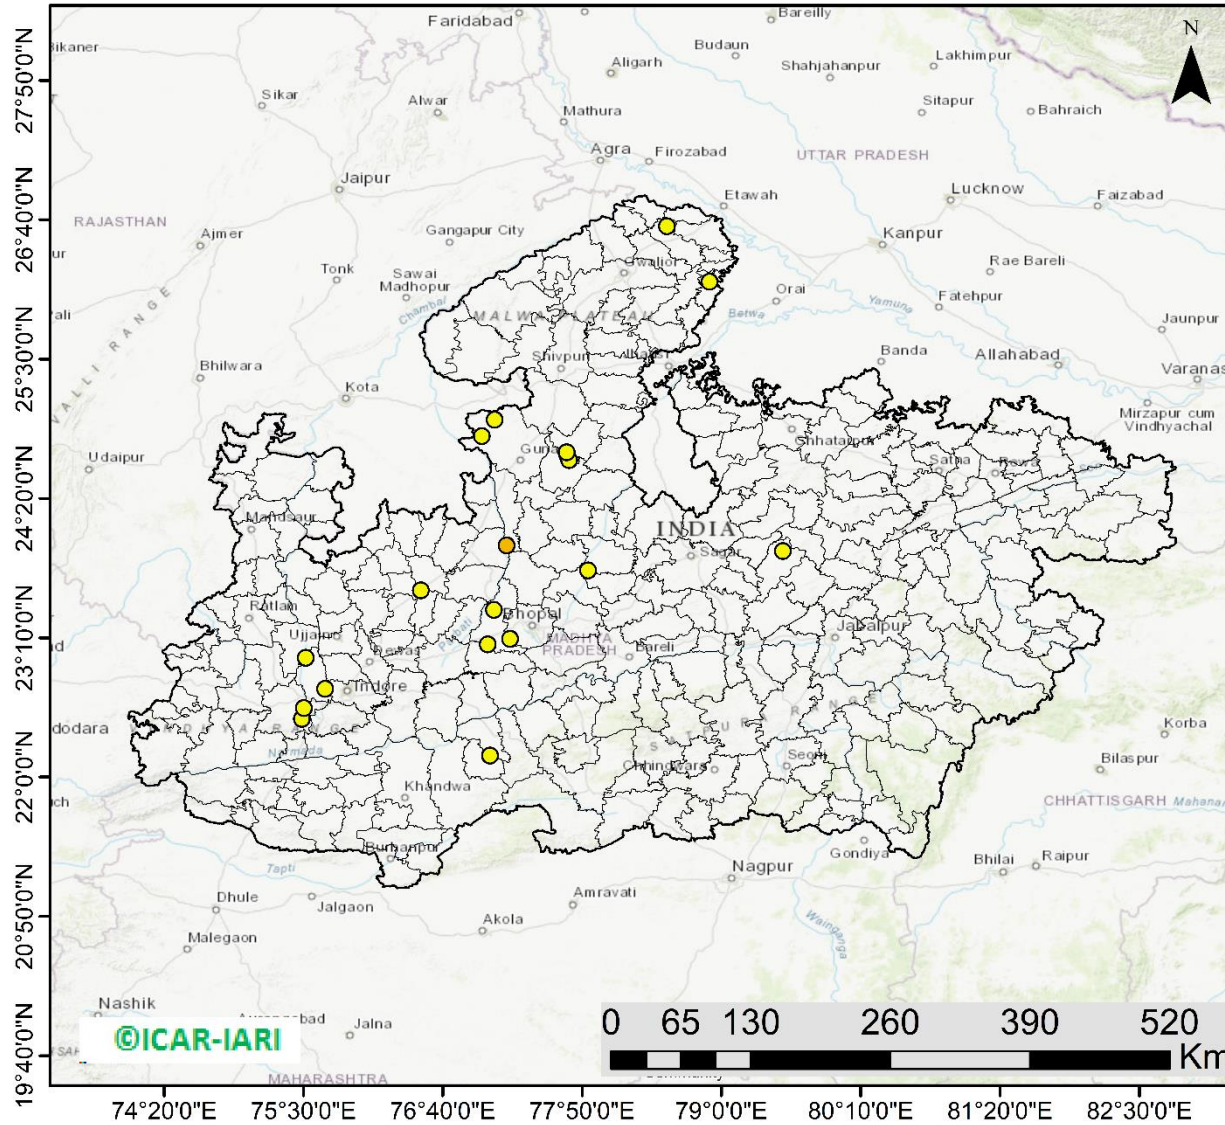 Faridabad
Bareilly
N
Bikaner
Budaun
Aligarh
Shahjahanpur
Lakhimpur
27°50'0"N
Sikar
Alwar
Mathura
Sitapur
Bahraich
Agra
Firozabad
UTTAR PRADESH
Jaipur
Etawah
Lucknow
Faizabad
26°40'0"N
RAJASTHAN
Ajmer
Gangapur City
Kanpur
Tonk
Sawai
Madhopur
Gwalior
Rae Bareli
Orai
Fatehpur
Chambal
Yamuna
MALWA PLATEAU
Betwa
Jaunpur
25°30'0"N
Bhilwara
Kota
Shivpuri
Banda
Allahabad
Varanas
Mirzapur cum
Vindhyachal
Udaipur
Guna
Chhatarpur
Satna
Rewa
24°20'0"N
Mandsaur
INDIA
Sagar
Ratlam
Bhopal
Ujjain
Parbati
Jabalpur
23°10'0"N
Dewas
MADHYA
PRADESH
Bareli
Indore
dodara
SATPURA RANGE
Korba
Narmada
Chhindwara
Seoni
Bilaspur
22°0'0"N
Khandwa
CHHATTISGARH
Mahana
Burhanpur
Tapti
Nagpur
Gondiya
Bhilai
Raipur
20°50'0"N
Dhule
Jalgaon
Amravati
Akola
Wainganga
Malegaon
Nashik
Jalna
©ICAR-IARI
0 65 130 260 390 520
Km
19°40'0"N
MAHARASHTRA
74°20'0"E 75°30'0"E 76°40'0"E 77°50'0"E 79°0'0"E 80°10'0"E 81°20'0"E 82°30'0"E